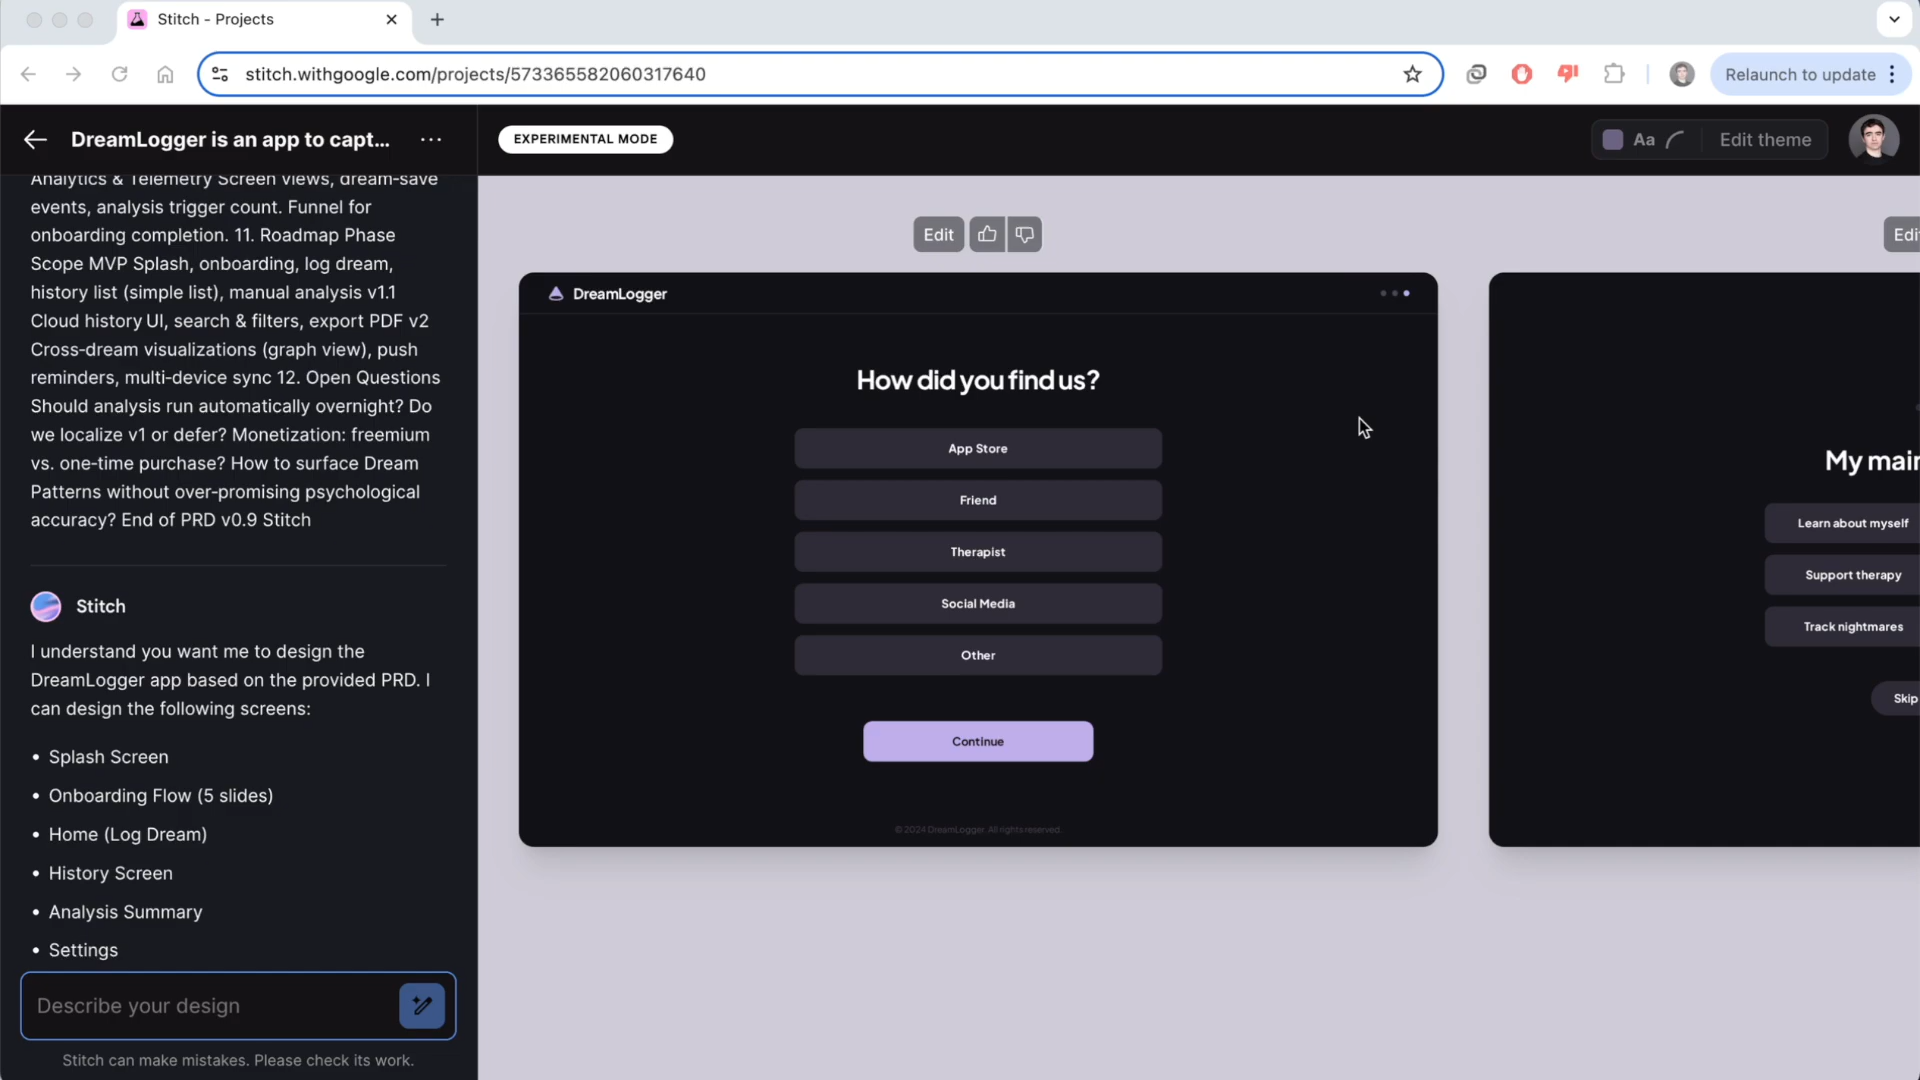 Stitch - Projects
stitch.withgoogle.com/projects/573365582060317640
Relaunch to update
DreamLogger is an app to capt...
EXPERIMENTAL MODE
Aa
Edit theme
Analytics & Telemetry Screen views, dream-save
events, analysis trigger count. Funnel for
onboarding completion. 11. Roadmap Phase
Scope MVP Splash, onboarding, log dream,
history list (simple list), manual analysis v1.1
Cloud history UI, search & filters, export PDF v2
Cross-dream visualizations (graph view), push
reminders, multi-device sync 12. Open Questions
Should analysis run automatically overnight? Do
we localize v1 or defer? Monetization: freemium
vs. one-time purchase? How to surface Dream
Patterns without over-promising psychological
accuracy? End of PRD v0.9 Stitch
Stitch
I understand you want me to design the
DreamLogger app based on the provided PRD. I
can design the following screens:
• Splash Screen
• Onboarding Flow (5 slides)
• Home (Log Dream)
• History Screen
• Analysis Summary
• Settings
Describe your design
Stitch can make mistakes. Please check its work.
Edit
DreamLogger
How did you find us?
App Store
Friend
Therapist
Social Media
Other
Continue
© 2024 DreamLogger. All rights reserved.
Edi
My mair
Learn about myself
Support therapy
Track nightmares
Skip